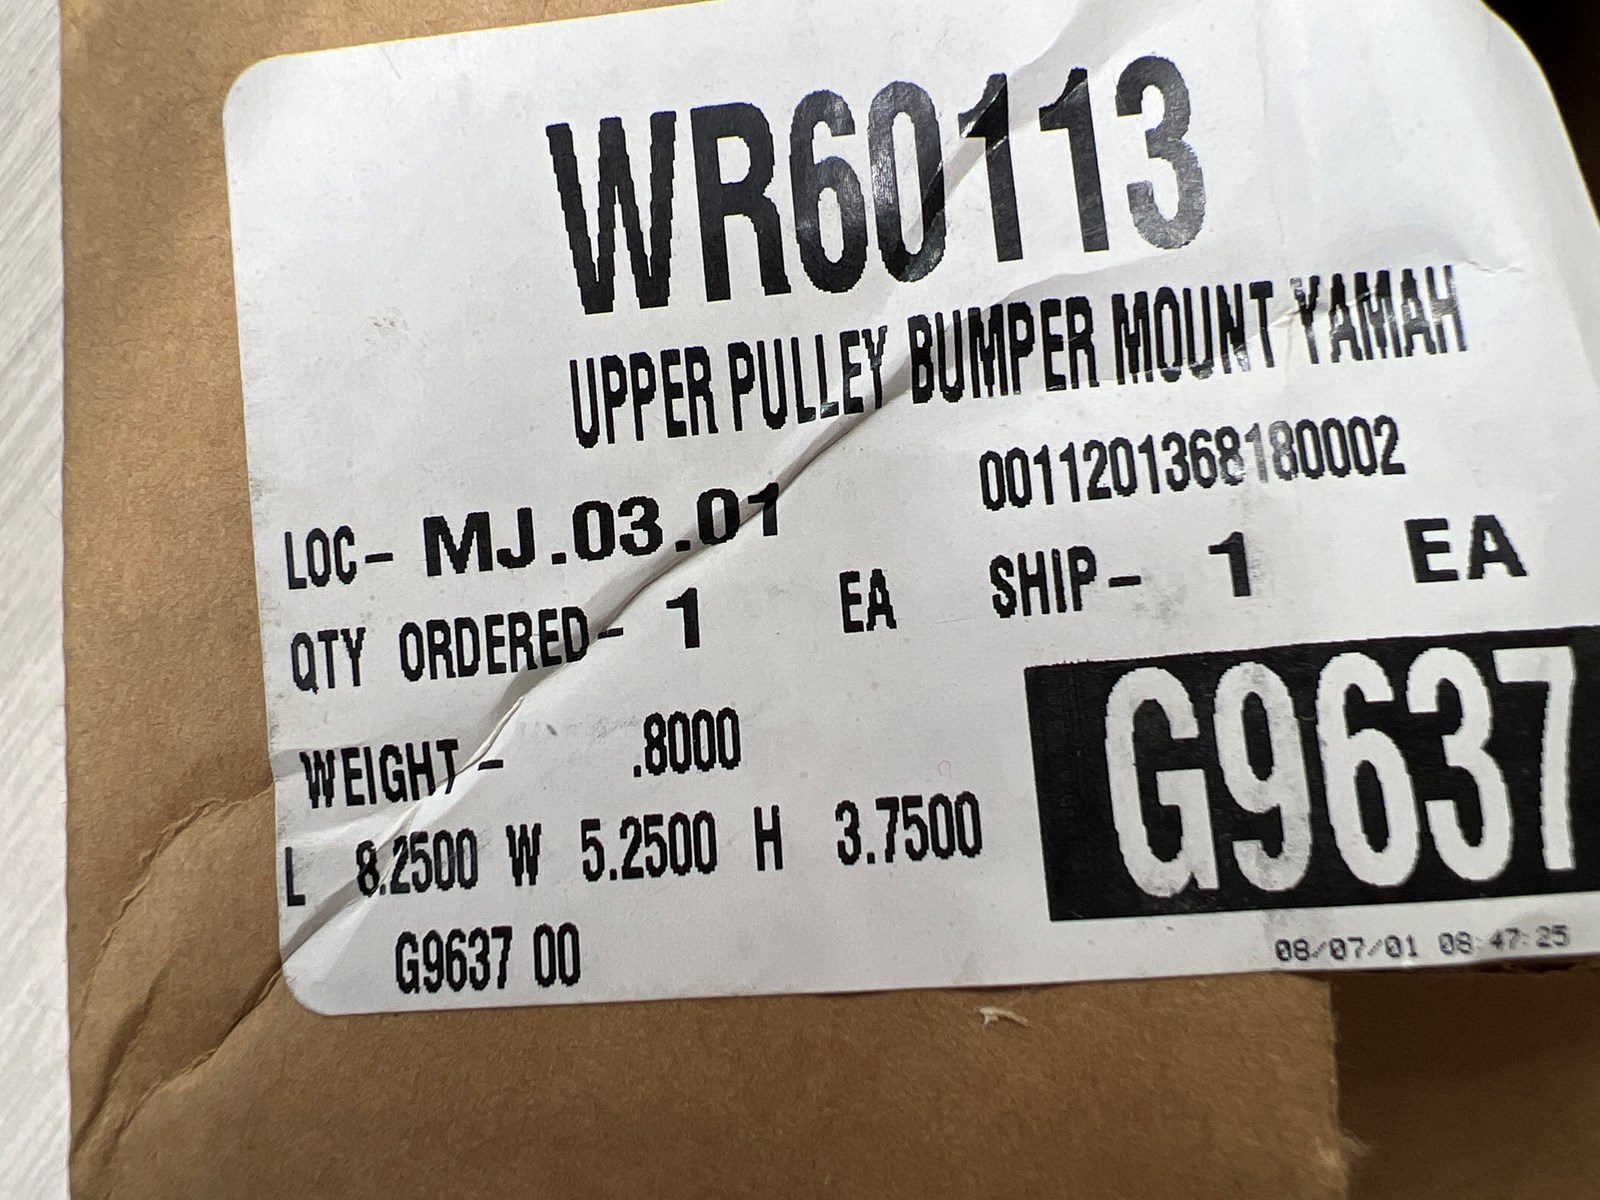 WR60113
UPPER PULLEY BUMPER MOUNT YAMAH
0011201368180002
LOC- MJ.03.01
QTY ORDERED- 1 EA SHIP- 1 EA
WEIGHT - .8000
L 8.2500 W 5.2500 H 3.7500
G9637
G9637 00
08/07/01 08:47:25